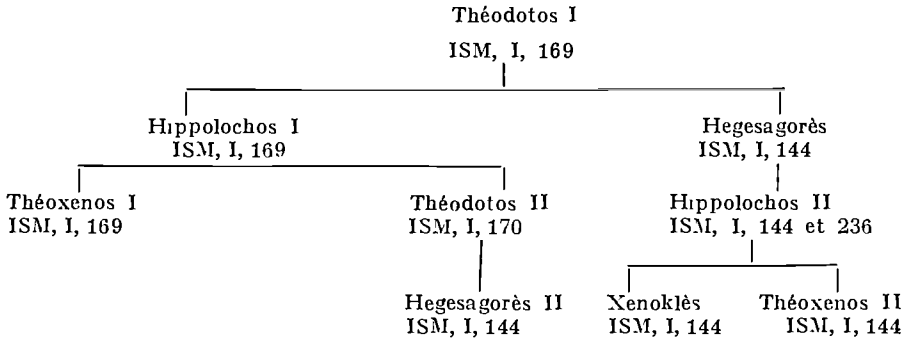 Théodotos I
ISM, I, 169
Hippolochos I
ISM, I, 169
Hegesagorès
ISM, I, 144
Théoxenos I
ISM, I, 169
Théodotos II
ISM, I, 170
Hippolochos II
ISM, I, 144 et 236
Hegesagorès II
ISM, I, 144
Xenoklès
ISM, I, 144
Théoxenos II
ISM, I, 144